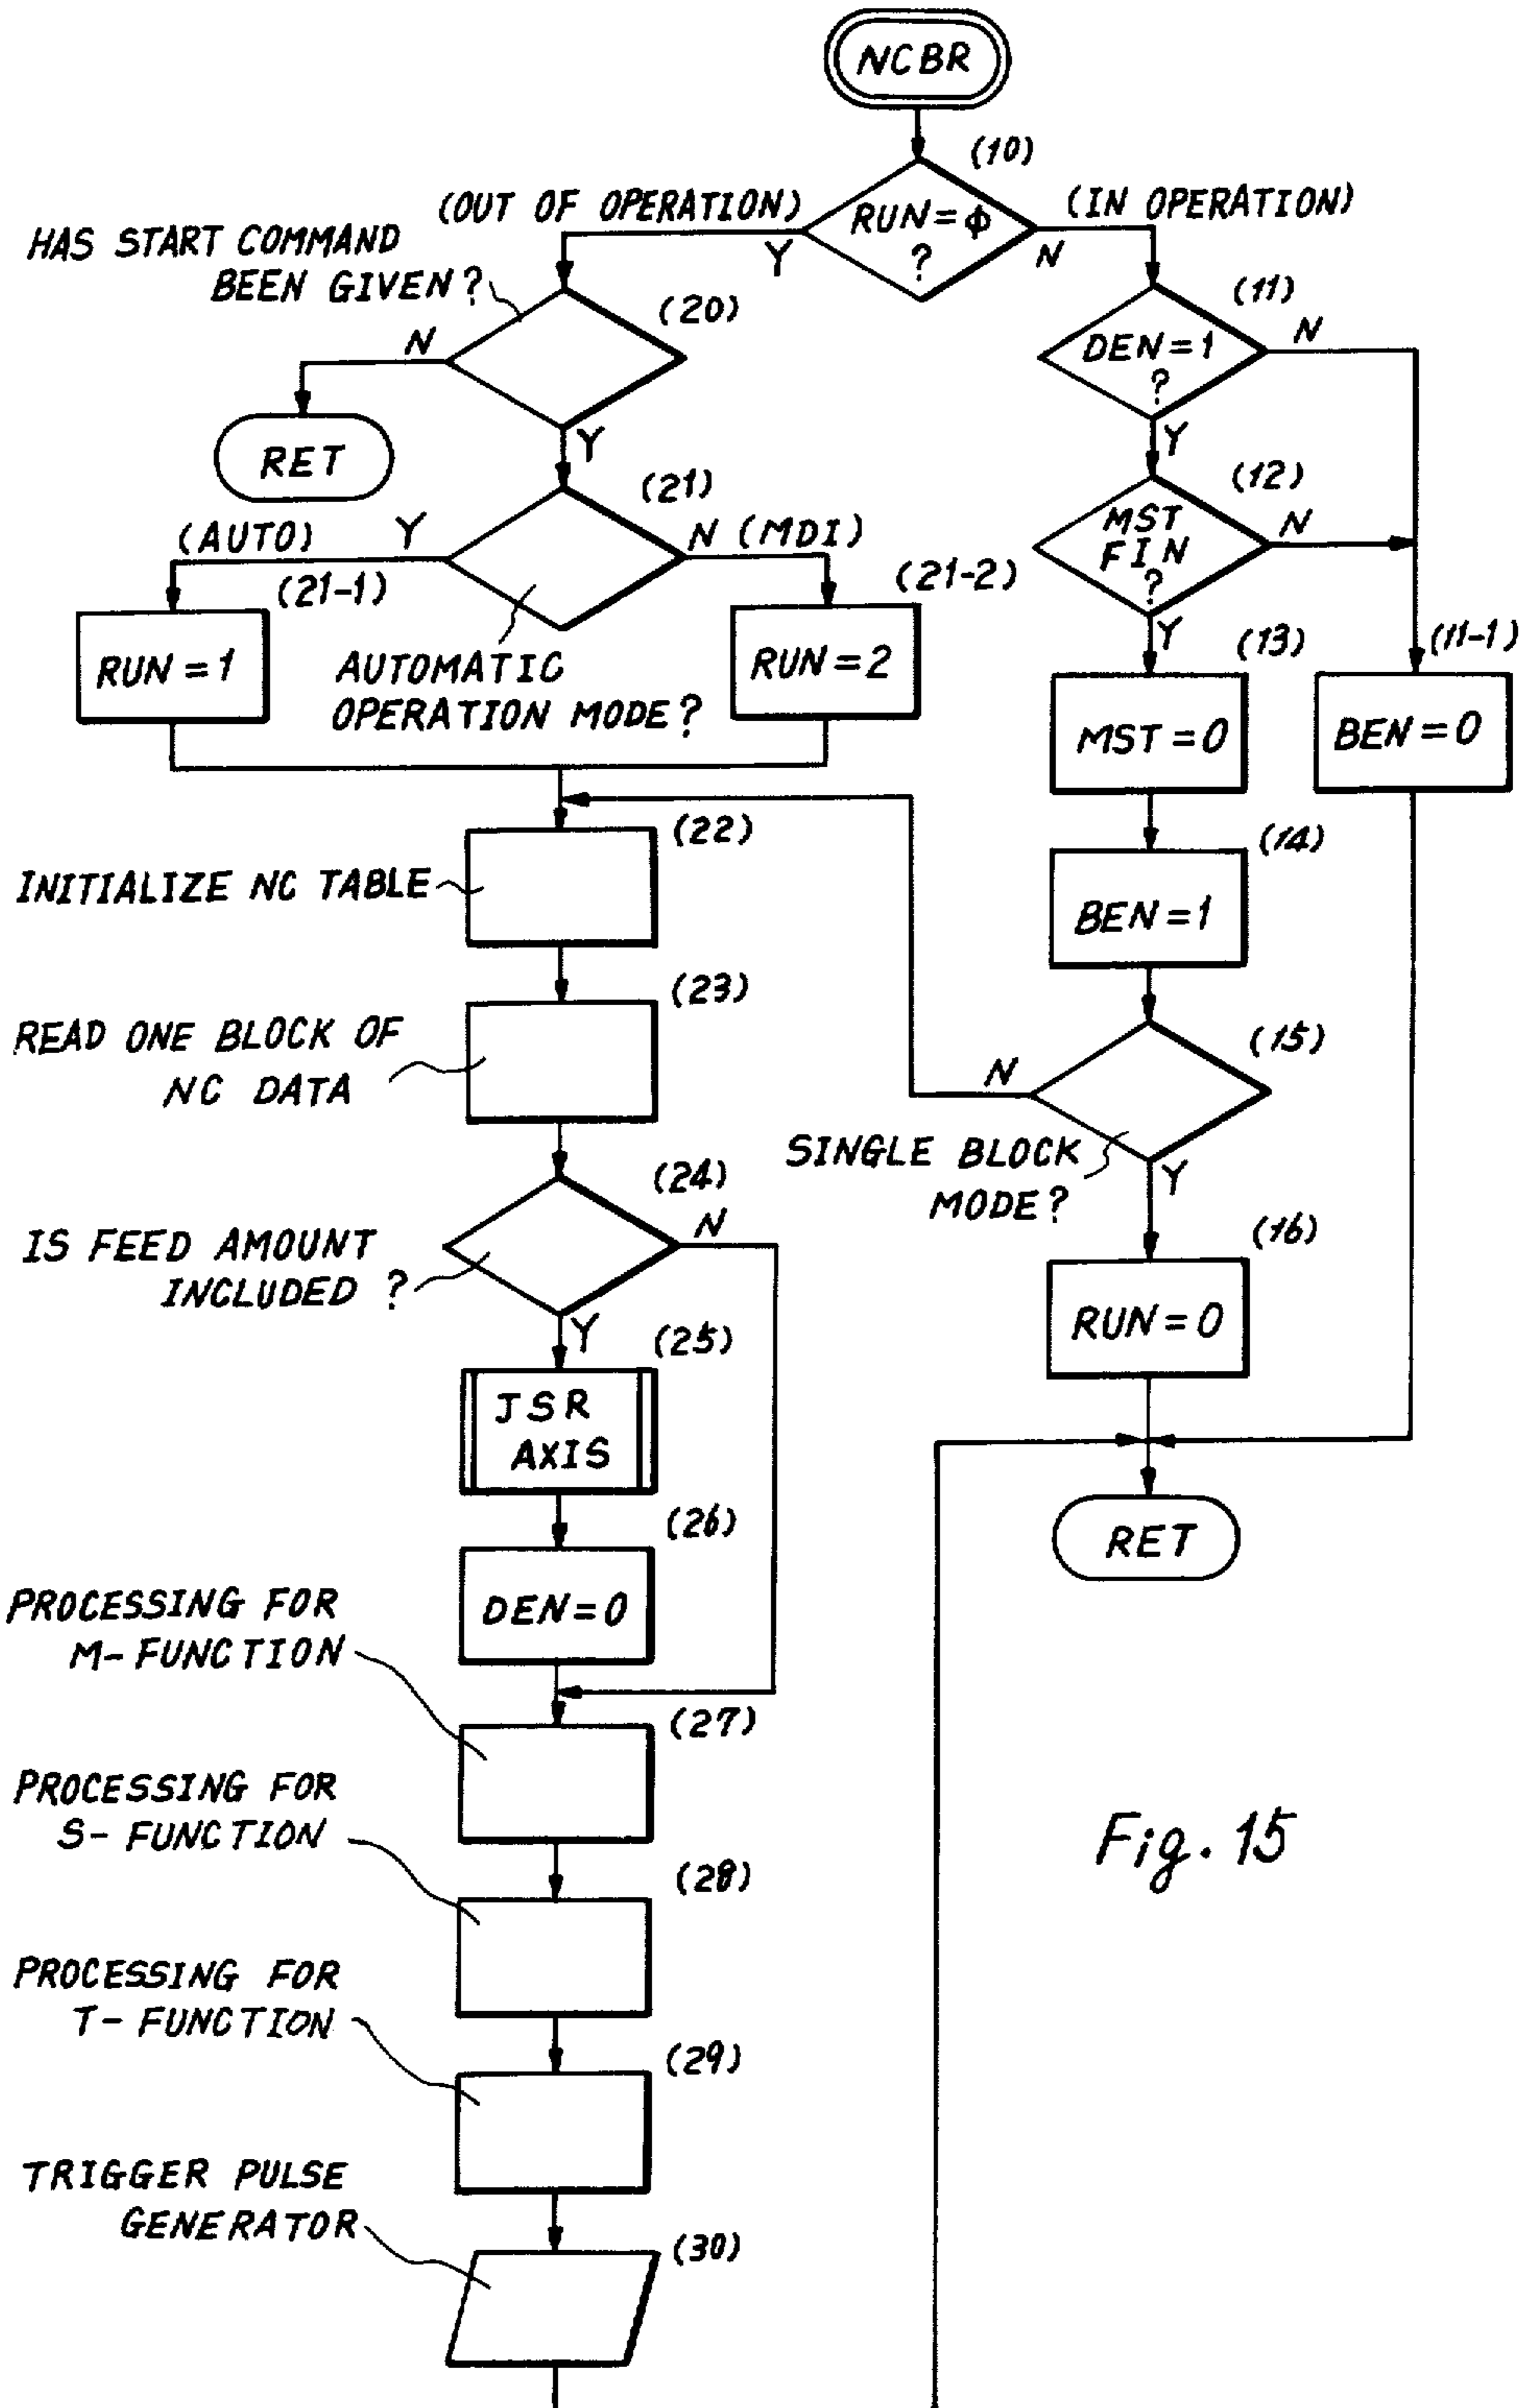 NCBR
(10)
(OUT OF OPERATION)
RUN=ϕ
?
(IN OPERATION)
Y
N
HAS START COMMAND
BEEN GIVEN?
(20)
N
Y
RET
(11)
DEN=1
?
N
Y
(12)
MST
FIN
?
N
Y
(21)
(AUTO)
Y
N (MDI)
(21-1)
RUN=1
AUTOMATIC
OPERATION MODE?
(21-2)
RUN=2
(13)
MST=0
(11-1)
BEN=0
(22)
INITIALIZE NC TABLE
(14)
BEN=1
(23)
READ ONE BLOCK OF
NC DATA
(15)
N
SINGLE BLOCK
MODE?
Y
(24)
N
IS FEED AMOUNT
INCLUDED ?
Y
(16)
RUN=0
(25)
JSR
AXIS
RET
(26)
DEN=0
PROCESSING FOR
M-FUNCTION
(27)
PROCESSING FOR
S-FUNCTION
(28)
PROCESSING FOR
T-FUNCTION
(29)
TRIGGER PULSE
GENERATOR
(30)
Fig. 15